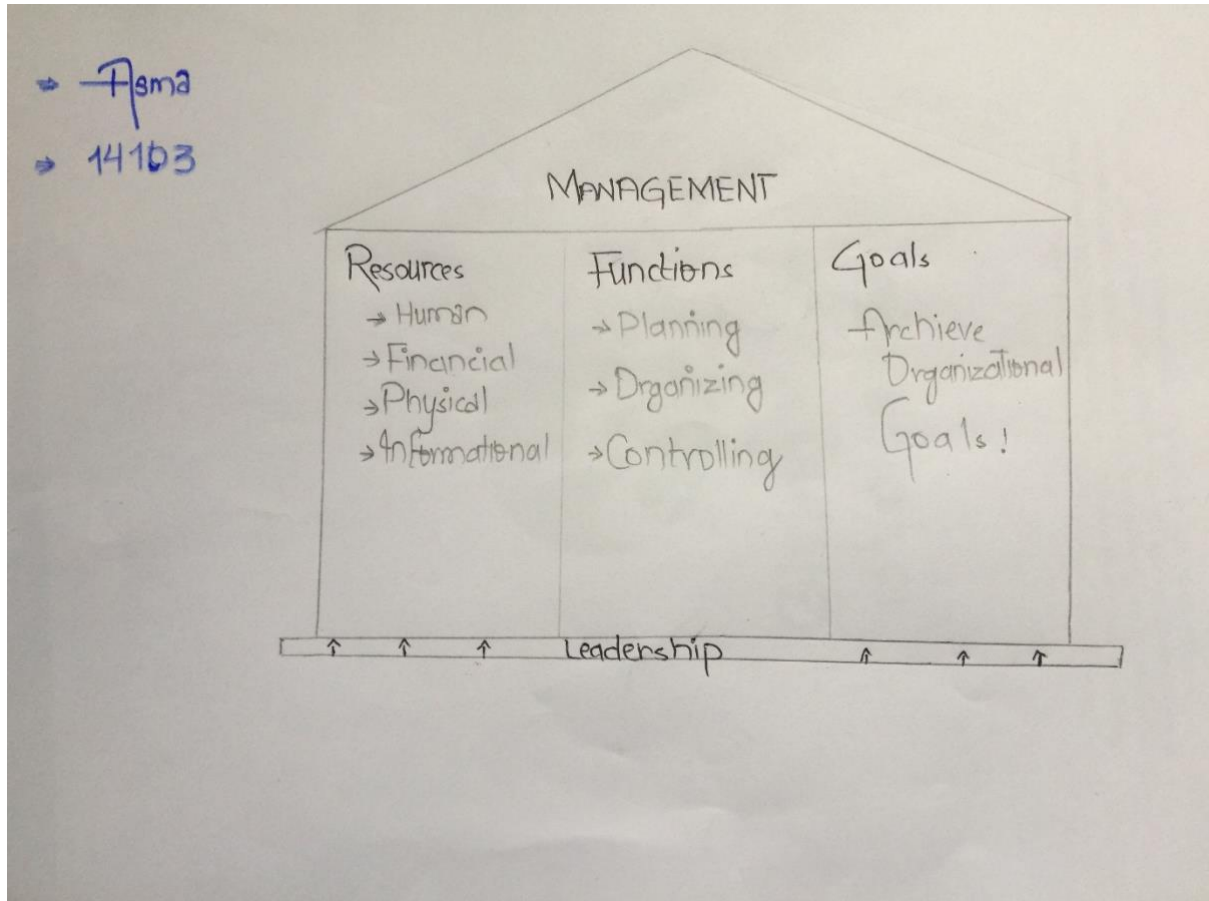 ⇒ Asma
⇒ 14103
MANAGEMENT
Resources
→ Human
→ Financial
→ Physical
→ Informational
Functions
→ Planning
→ Organizing
→ Controlling
Goals
Archieve
Organizational
Goals!
↑ ↑ ↑ Leadership ↑ ↑ ↑